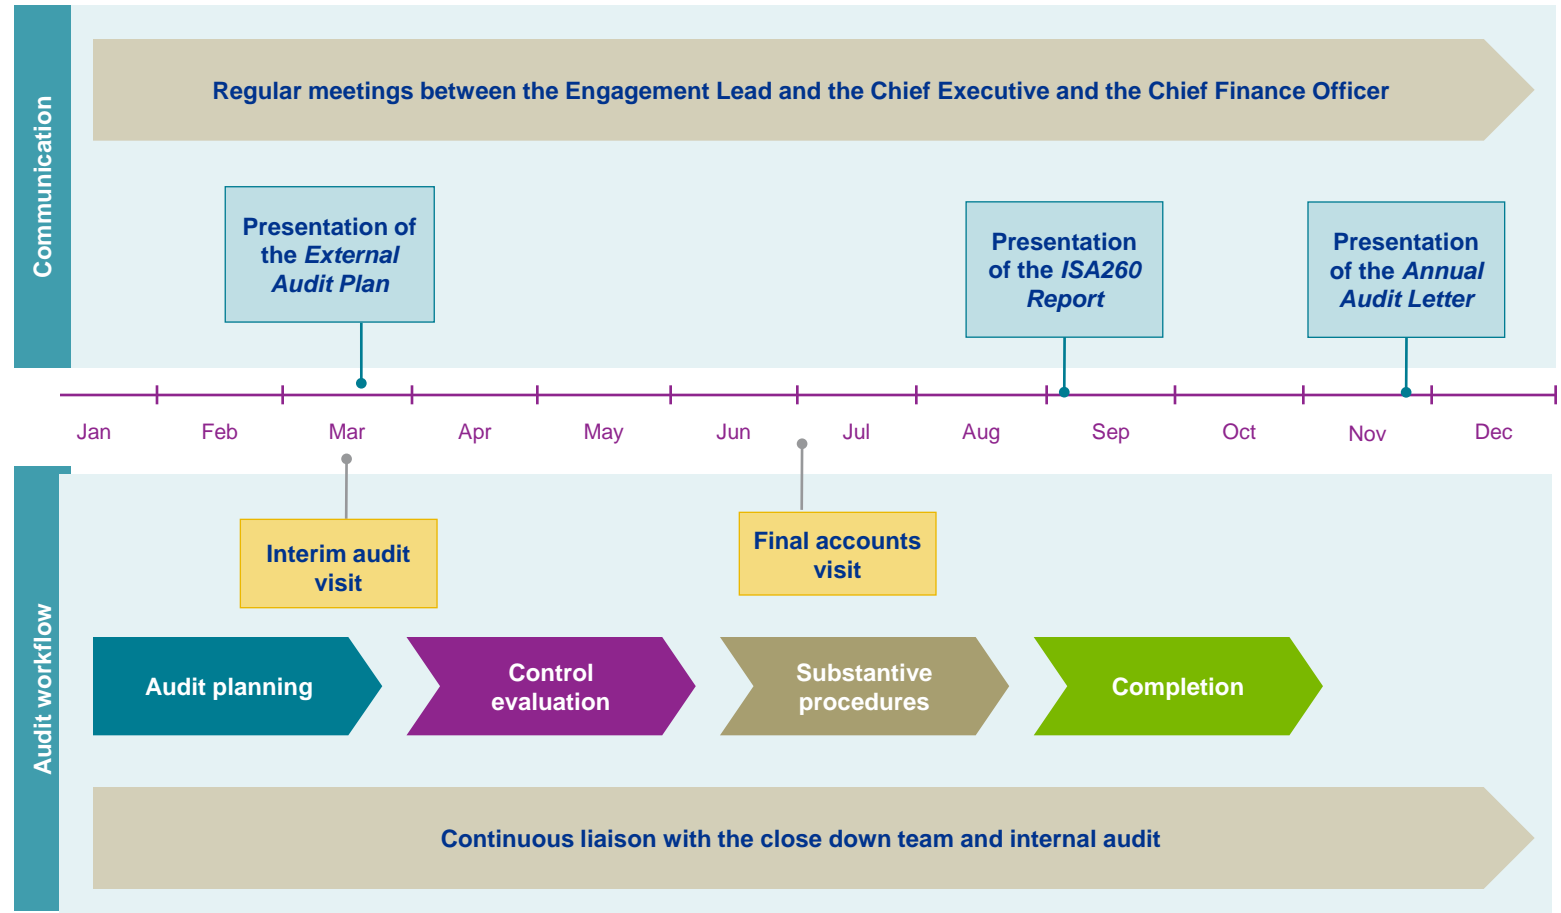 Communication
Regular meetings between the Engagement Lead and the Chief Executive and the Chief Finance Officer
Presentation of
the External
Audit Plan
Presentation
of the ISA260
Report
Presentation
of the Annual
Audit Letter
Jan Feb Mar Apr May Jun Jul Aug Sep Oct Nov Dec
Audit workflow
Interim audit
visit
Final accounts
visit
Audit planning
Control
evaluation
Substantive
procedures
Completion
Continuous liaison with the close down team and internal audit